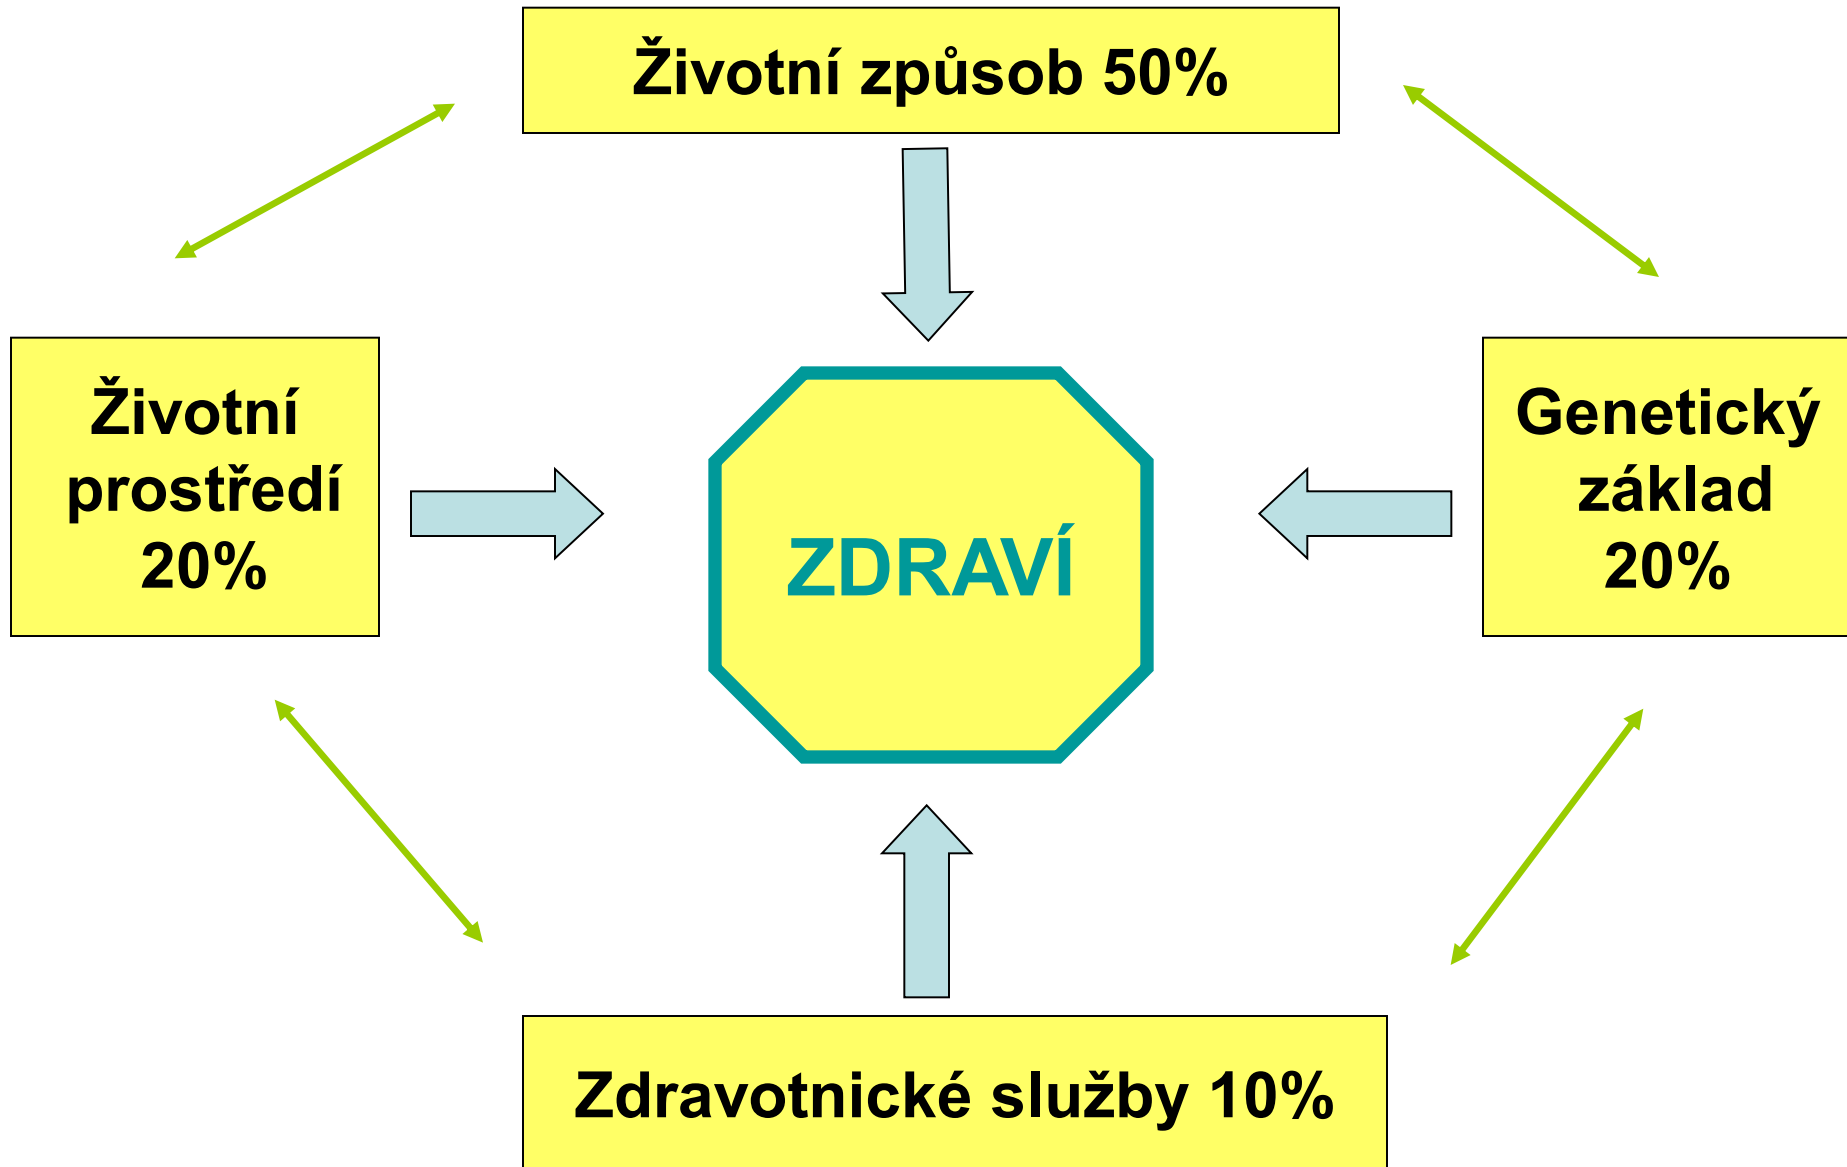 Životní způsob 50%
Životní
prostředí
20%
ZDRAVÍ
Genetický
základ
20%
Zdravotnické služby 10%